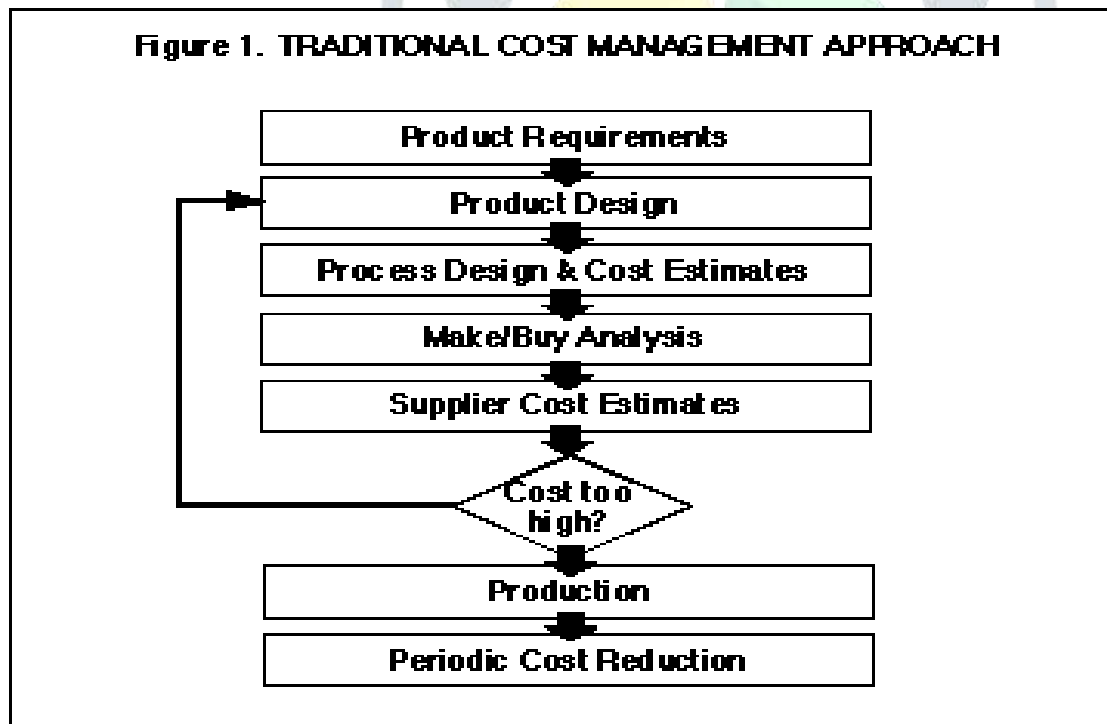 Figure 1. TRADITIONAL COST MANAGEMENT APPROACH
Product Requirements
Product Design
Process Design & Cost Estimates
Make/Buy Analysis
Supplier Cost Estimates
Cost too
high?
Production
Periodic Cost Reduction